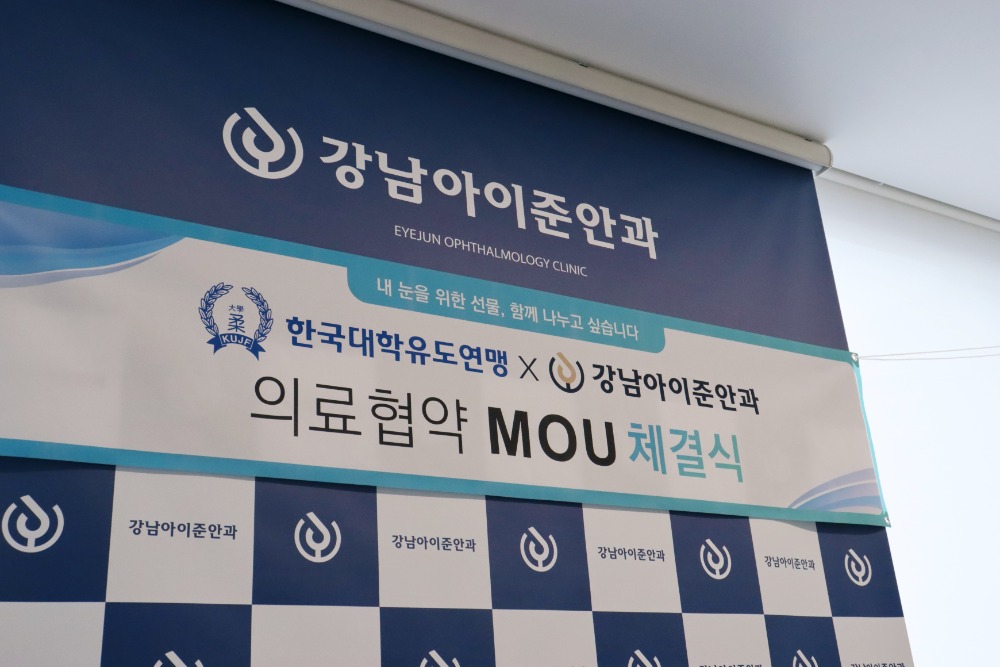 강남아이준안과
EYEJUN OPHTHALMOLOGY CLINIC
내 눈을 위한 선물, 함께 나누고 싶습니다
大學
柔
KUJF
한국대학유도연맹 X 강남아이준안과
의료협약 MOU 체결식
강남아이준안과 강남아이준안과 강남아이준안과 강남아이준안과